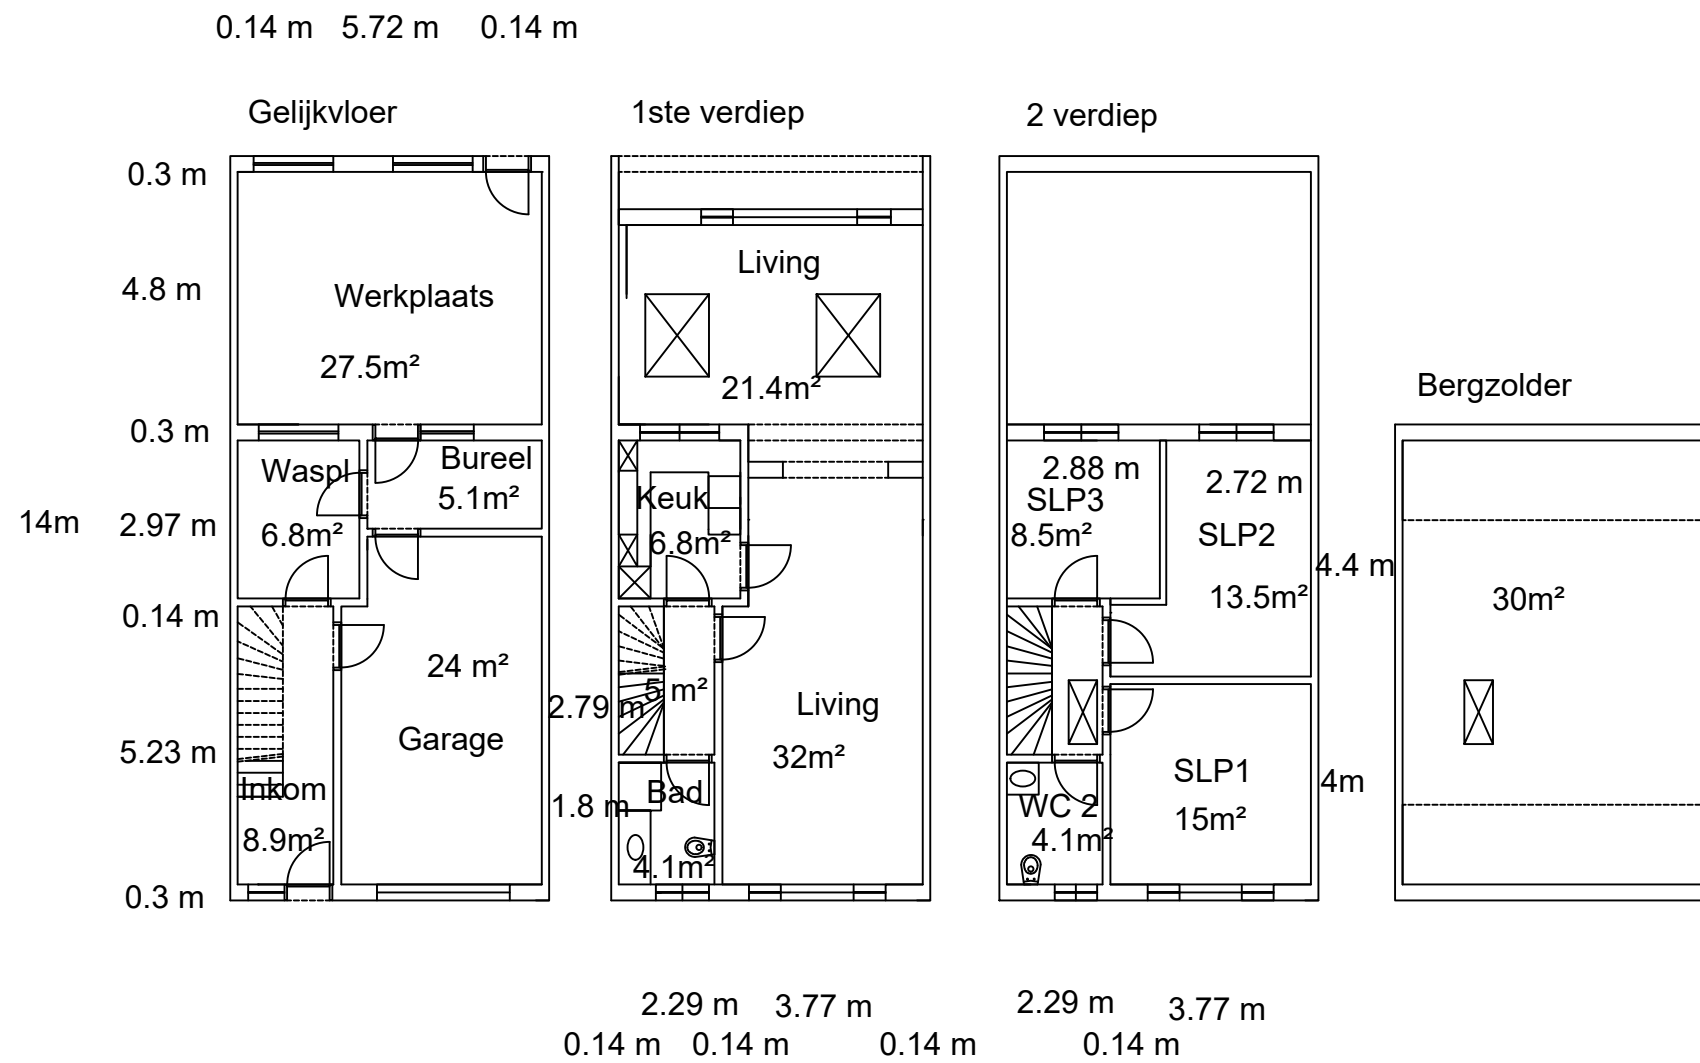 0.14 m 5.72 m 0.14 m
Gelijkvloer
1ste verdiep
2 verdiep
0.3 m
4.8 m
Werkplaats
27.5m²
Living
21.4m²
Bergzolder
0.3 m
Waspl
6.8m²
Bureel
5.1m²
Keuk
6.8m²
2.88 m
SLP3
8.5m²
2.72 m
SLP2
13.5m²
4.4 m
30m²
14m
2.97 m
0.14 m
24 m²
Garage
2.79 m
5 m²
Living
32m²
5.23 m
Inkom
8.9m²
1.8 m
Bad
4.1m²
WC 2
4.1m²
SLP1
15m²
4m
0.3 m
2.29 m 3.77 m
2.29 m 3.77 m
0.14 m 0.14 m 0.14 m 0.14 m